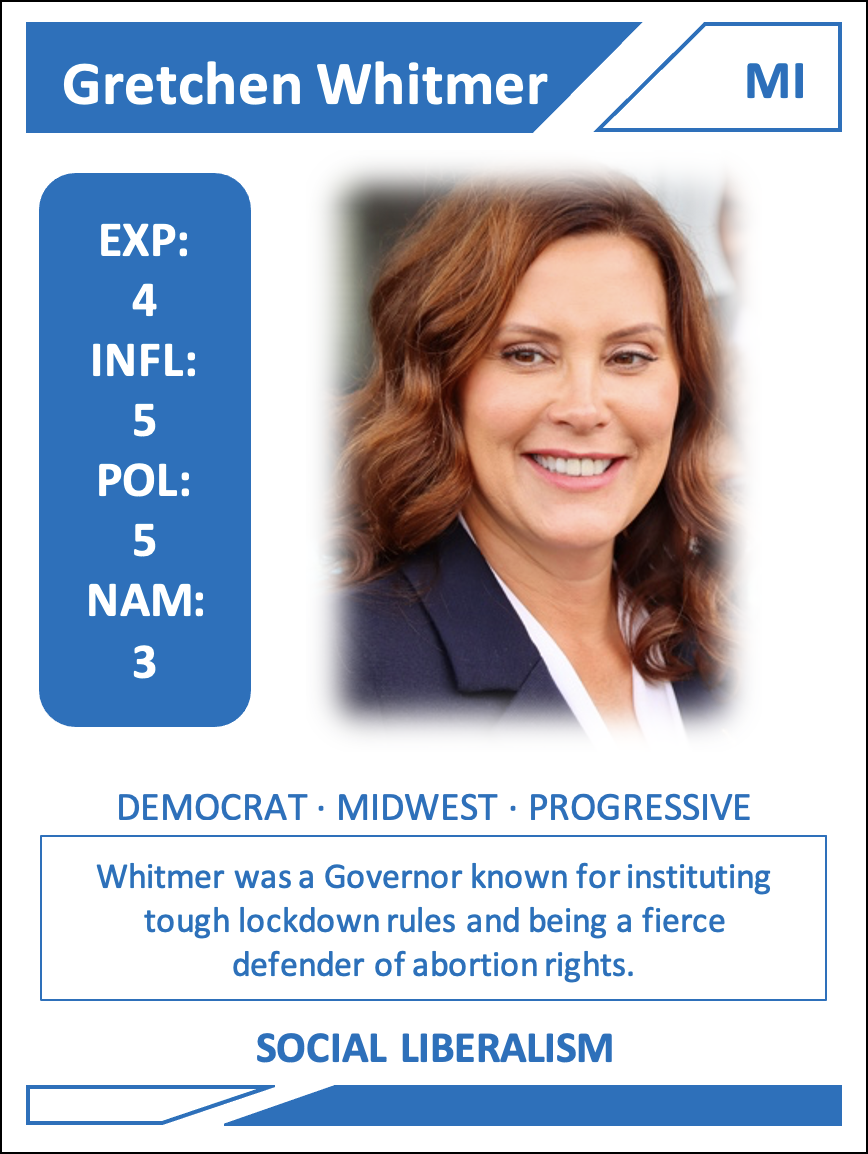 Gretchen Whitmer
MI
EXP:
4
INFL:
5
POL:
5
NAM:
3
DEMOCRAT · MIDWEST · PROGRESSIVE
Whitmer was a Governor known for instituting
tough lockdown rules and being a fierce
defender of abortion rights.
SOCIAL LIBERALISM